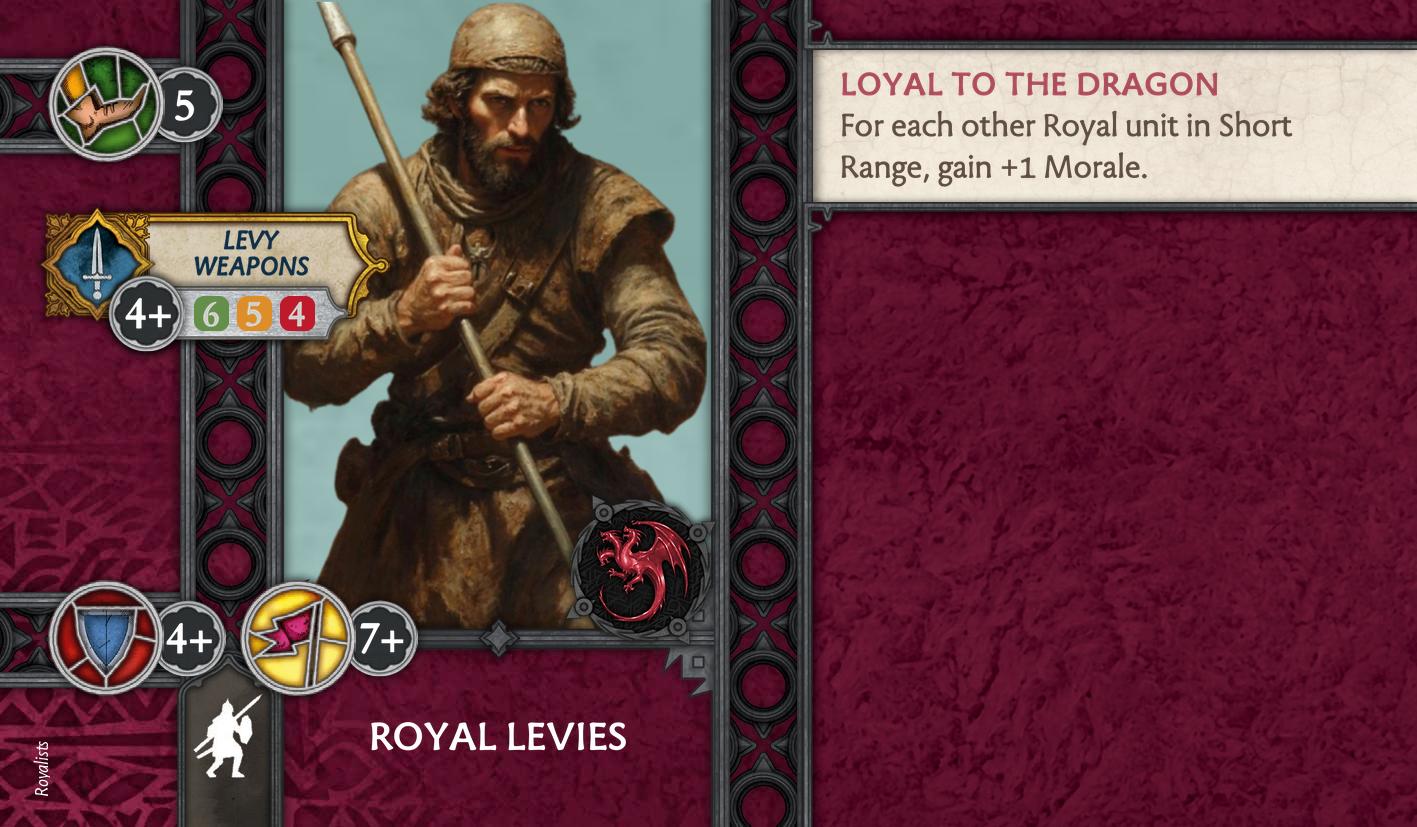 5
LEVY
WEAPONS
4+ 6 5 4
4+ 7+
ROYAL LEVIES
Royalists
LOYAL TO THE DRAGON
For each other Royal unit in Short
Range, gain +1 Morale.